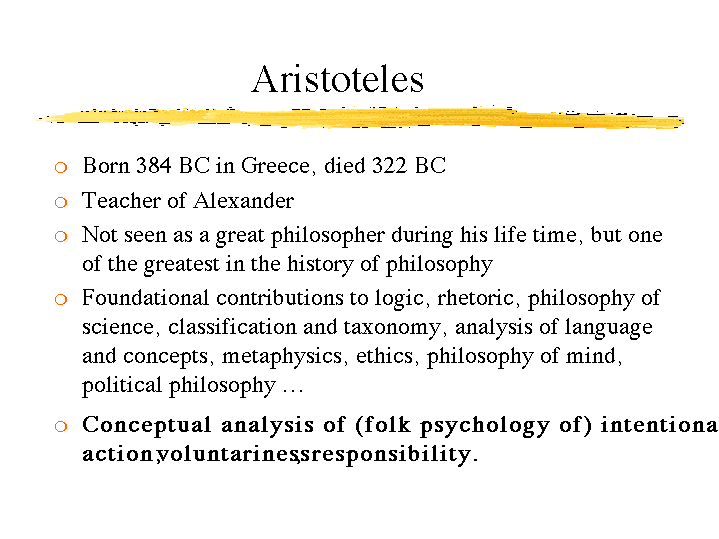 Aristoteles
Born 384 BC in Greece, died 322 BC
Teacher of Alexander
Not seen as a great philosopher during his life time, but one
of the greatest in the history of philosophy
Foundational contributions to logic, rhetoric, philosophy of
science, classification and taxonomy, analysis of language
and concepts, metaphysics, ethics, philosophy of mind,
political philosophy …
Conceptual analysis of (folk psychology of) intentiona
action,voluntariness,responsibility.